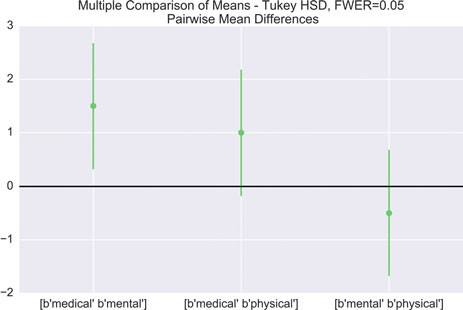 Multiple Comparison of Means - Tukey HSD, FWER=0.05
Pairwise Mean Differences
3
2
1
0
−1
−2
[b'medical' b'mental'] [b'medical' b'physical'] [b'mental' b'physical']